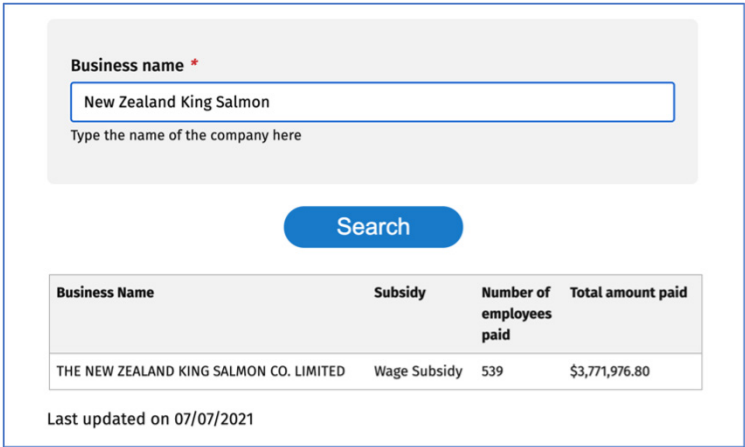 Business name *
New Zealand King Salmon
Type the name of the company here
Search
Business Name Subsidy Number of employees paid Total amount paid
THE NEW ZEALAND KING SALMON CO. LIMITED Wage Subsidy 539 $3,771,976.80
Last updated on 07/07/2021